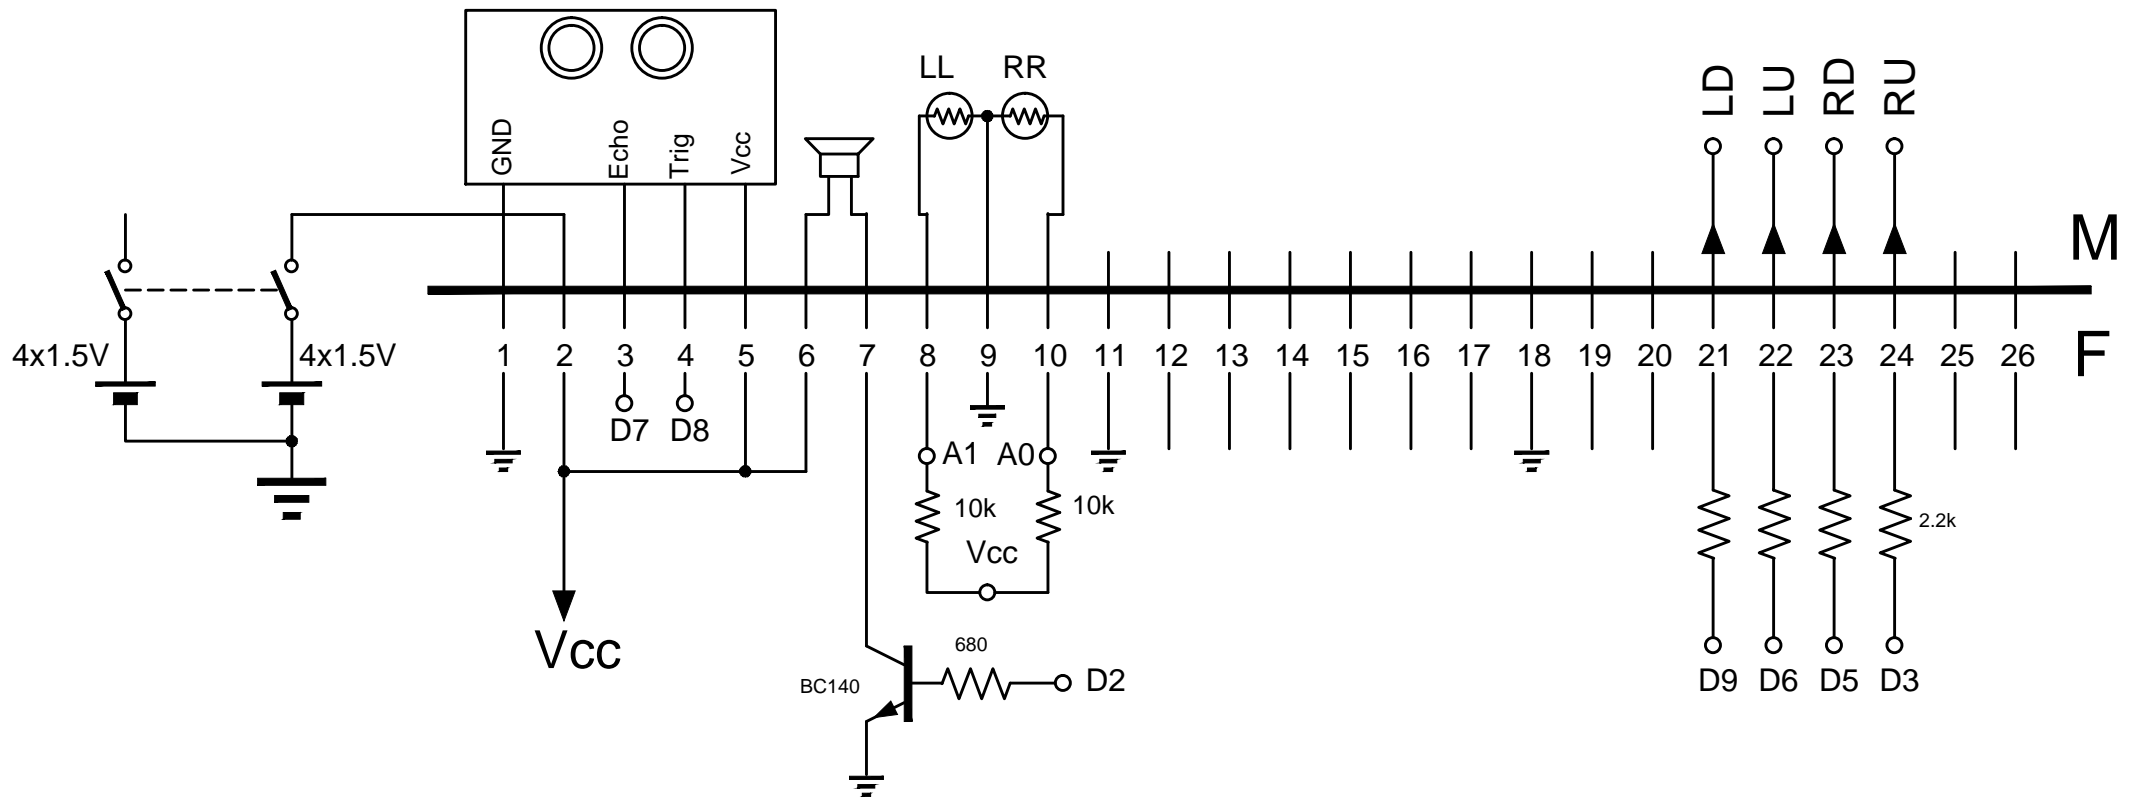 LL RR
LD LU RD RU
GND Echo Trig Vcc
M
4x1.5V 4x1.5V
1 2 3 4 5 6 7 8 9 10 11 12 13 14 15 16 17 18 19 20 21 22 23 24 25 26
F
D7 D8
A1 A0
10k 10k
2.2k
Vcc
Vcc
680
BC140
D2
D9 D6 D5 D3